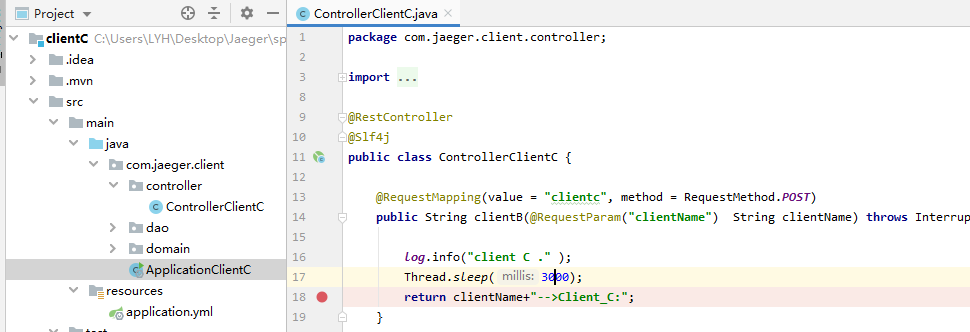 Project
clientC C:\Users\LYH\Desktop\Jaeger\sp
.idea
.mvn
src
main
java
com.jaeger.client
controller
ControllerClientC
dao
domain
ApplicationClientC
resources
application.yml
ControllerClientC.java
1 package com.jaeger.client.controller;
2
3 import ...
8
9 @RestController
10 @Slf4j
11 public class ControllerClientC {
12
13 @RequestMapping(value = "clientc", method = RequestMethod.POST)
14 public String clientB(@RequestParam("clientName") String clientName) throws Interrup
15
16 log.info("client C ." );
17 Thread.sleep( millis: 3000);
18 return clientName+"-->Client_C:";
19 }